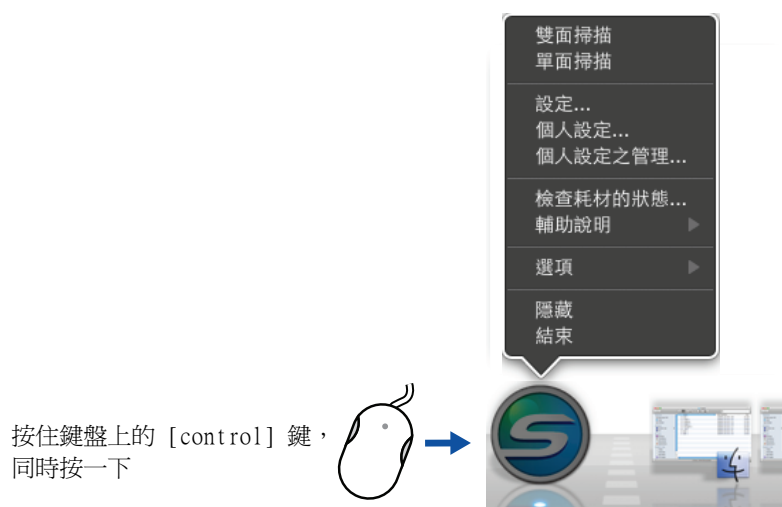 雙面掃描
單面掃描
設定...
個人設定...
個人設定之管理...
檢查耗材的狀態...
輔助說明
選項
隱藏
結束
按住鍵盤上的 [control] 鍵，
同時按一下